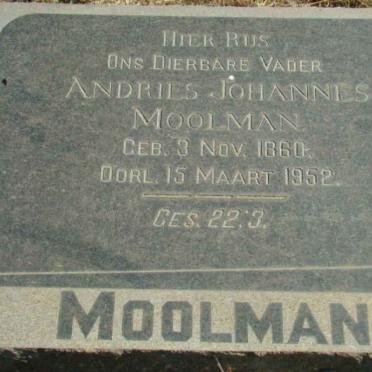 HIER RUS
ONS DIERBARE VADER
ANDRIES JOHANNES
MOOLMAN
GEB. 3 NOV. 1860.
OORL. 15 MAART 1952.
GES. 22:3.
MOOLMAN